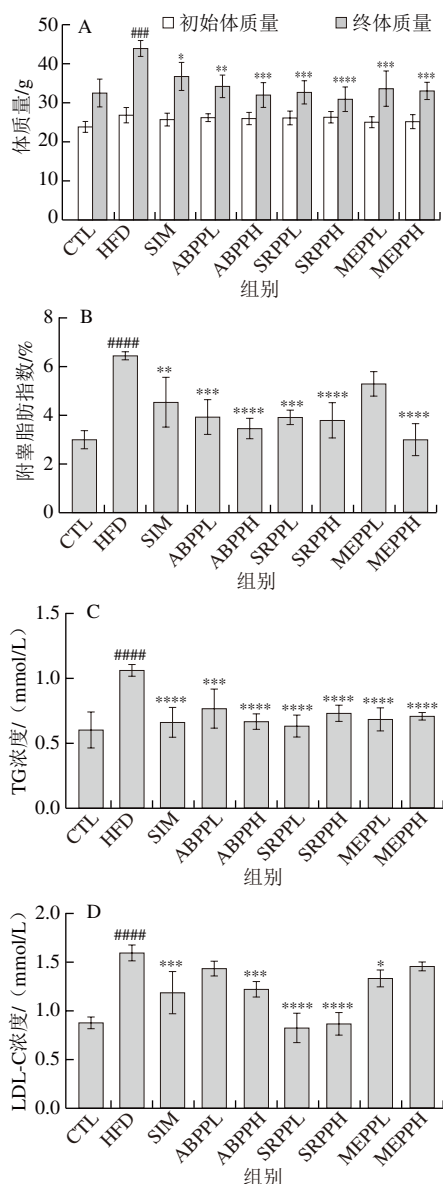 A
□初始体质量 ■终体质量
体质量/g
50
40
30
20
10
0
###
*
**
***
***
****
***
***
CTL
HFD
SIM
ABPPL
ABPPH
SRPPL
SRPPH
MEPPL
MEPPH
组别
B
附睾脂肪指数/%
8
6
4
2
0
####
**
***
****
***
****
****
CTL
HFD
SIM
ABPPL
ABPPH
SRPPL
SRPPH
MEPPL
MEPPH
组别
C
TG浓度/（mmol/L）
1.5
1.0
0.5
0.0
####
****
***
****
****
****
****
****
CTL
HFD
SIM
ABPPL
ABPPH
SRPPL
SRPPH
MEPPL
MEPPH
组别
D
LDL-C浓度/（mmol/L）
2.0
1.5
1.0
0.5
0.0
####
***
***
****
****
*
CTL
HFD
SIM
ABPPL
ABPPH
SRPPL
SRPPH
MEPPL
MEPPH
组别